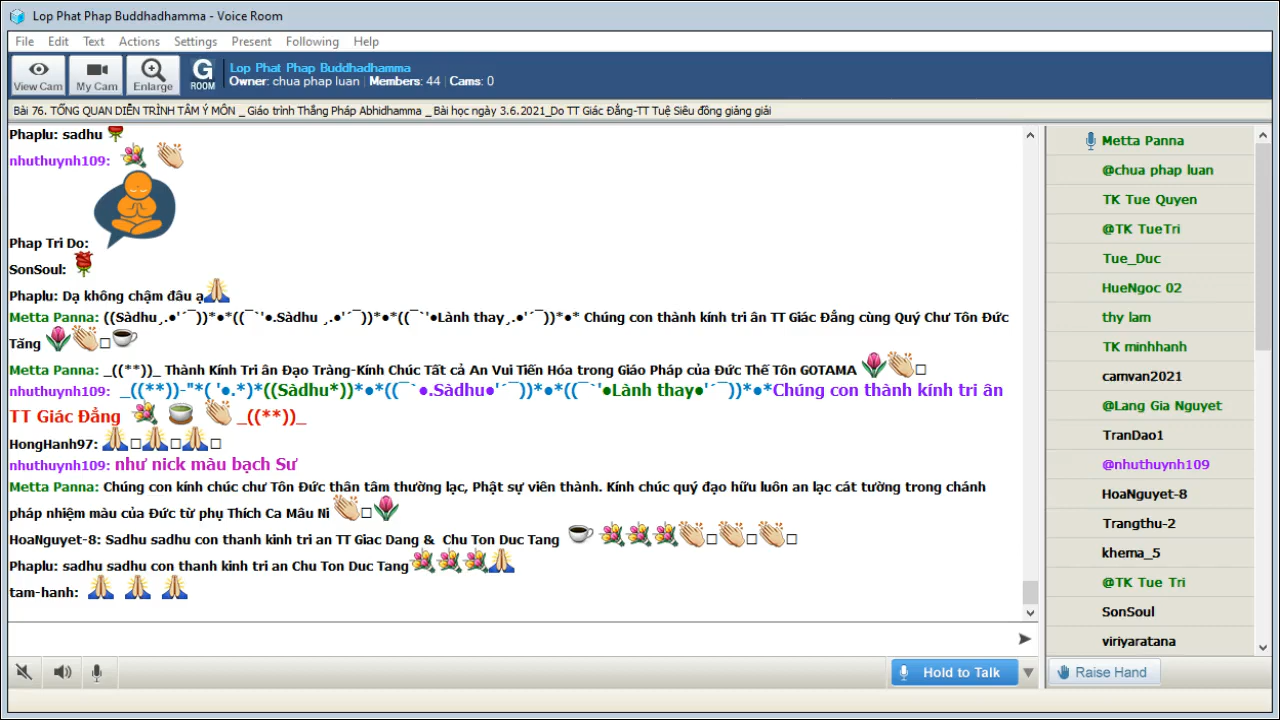 Lop Phat Phap Buddhadhamma - Voice Room
File Edit Text Actions Settings Present Following Help
View Cam My Cam Enlarge G ROOM
Lop Phat Phap Buddhadhamma
Owner: chua phap luan Members: 44 Cams: 0
Bài 76. TỔNG QUAN DIỄN TRÌNH TÂM Ý MÔN _ Giáo trình Thắng Pháp Abhidhamma _ Bài học ngày 3.6.2021_Do TT Giác Đẳng-TT Tuệ Siêu đồng giảng giải
Phaplu: sadhu
nhuthuynh109:
Phap Tri Do:
SonSoul:
Phaplu: Dạ không chậm đâu ạ
Metta Panna: ((Sàdhu¸.●'´¯))*●*((¯`'●.Sàdhu ¸.●'´¯))*●*((¯`'●Lành thay¸.●'´¯))*●* Chúng con thành kính tri ân TT Giác Đẳng cùng Quý Chư Tôn Đức
Tăng
Metta Panna: _((**))_ Thành Kính Tri ân Đạo Tràng-Kính Chúc Tất cả An Vui Tiến Hóa trong Giáo Pháp của Đức Thế Tôn GOTAMA
nhuthuynh109: _((**))-"*( '●.*)*((Sàdhu*))*●*((¯`●.Sàdhu●'´¯))*●*((¯`'●Lành thay●'´¯))*●*Chúng con thành kính tri ân
TT Giác Đẳng _((**))_
HongHanh97:
nhuthuynh109: như nick màu bạch Sư
Metta Panna: Chúng con kính chúc chư Tôn Đức thân tâm thường lạc, Phật sự viên thành. Kính chúc quý đạo hữu luôn an lạc cát tường trong chánh
pháp nhiệm màu của Đức từ phụ Thích Ca Mâu Ni
HoaNguyet-8: Sadhu sadhu con thanh kinh tri an TT Giac Dang & Chu Ton Duc Tang
Phaplu: sadhu sadhu con thanh kinh tri an Chu Ton Duc Tang
tam-hanh:
Hold to Talk
Metta Panna
@chua phap luan
TK Tue Quyen
@TK TueTri
Tue_Duc
HueNgoc 02
thy lam
TK minhhanh
camvan2021
@Lang Gia Nguyet
TranDao1
@nhuthuynh109
HoaNguyet-8
Trangthu-2
khema_5
@TK Tue Tri
SonSoul
viriyaratana
Raise Hand